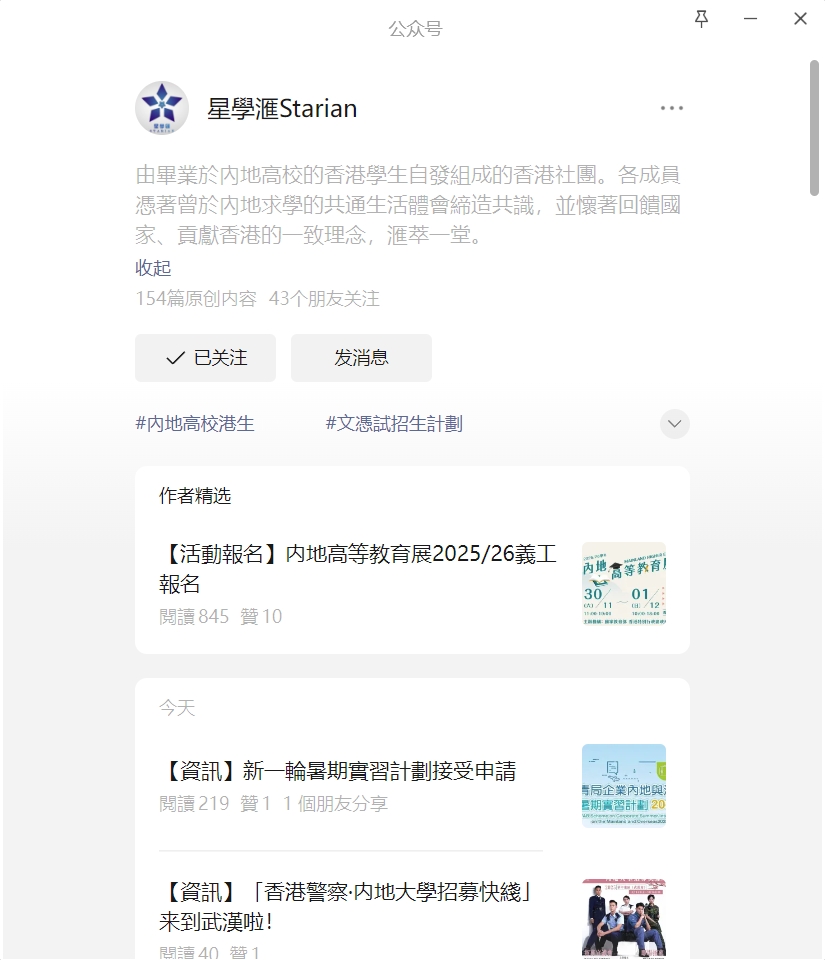 公众号
星學滙Starian
由畢業於內地高校的香港學生自發組成的香港社團。各成員
憑著曾於內地求學的共通生活體會締造共識，並懷著回饋國
家、貢獻香港的一致理念，滙萃一堂。
收起
154篇原创内容 43个朋友关注
已关注
发消息
#內地高校港生
#文憑試招生計劃
作者精选
【活動報名】內地高等教育展2025/26義工
報名
閱讀 845 贊 10
內地高等教育展
30/11 ~ 01/12
今天
【資訊】新一輪暑期實習計劃接受申請
閱讀 219 贊 1 1 個朋友分享
青局企業內地與
暑期實習計劃 20
on the Mainland and Overseas
【資訊】「香港警察·内地大學招募快綫」
来到武漢啦！
閱讀 40 贊 1